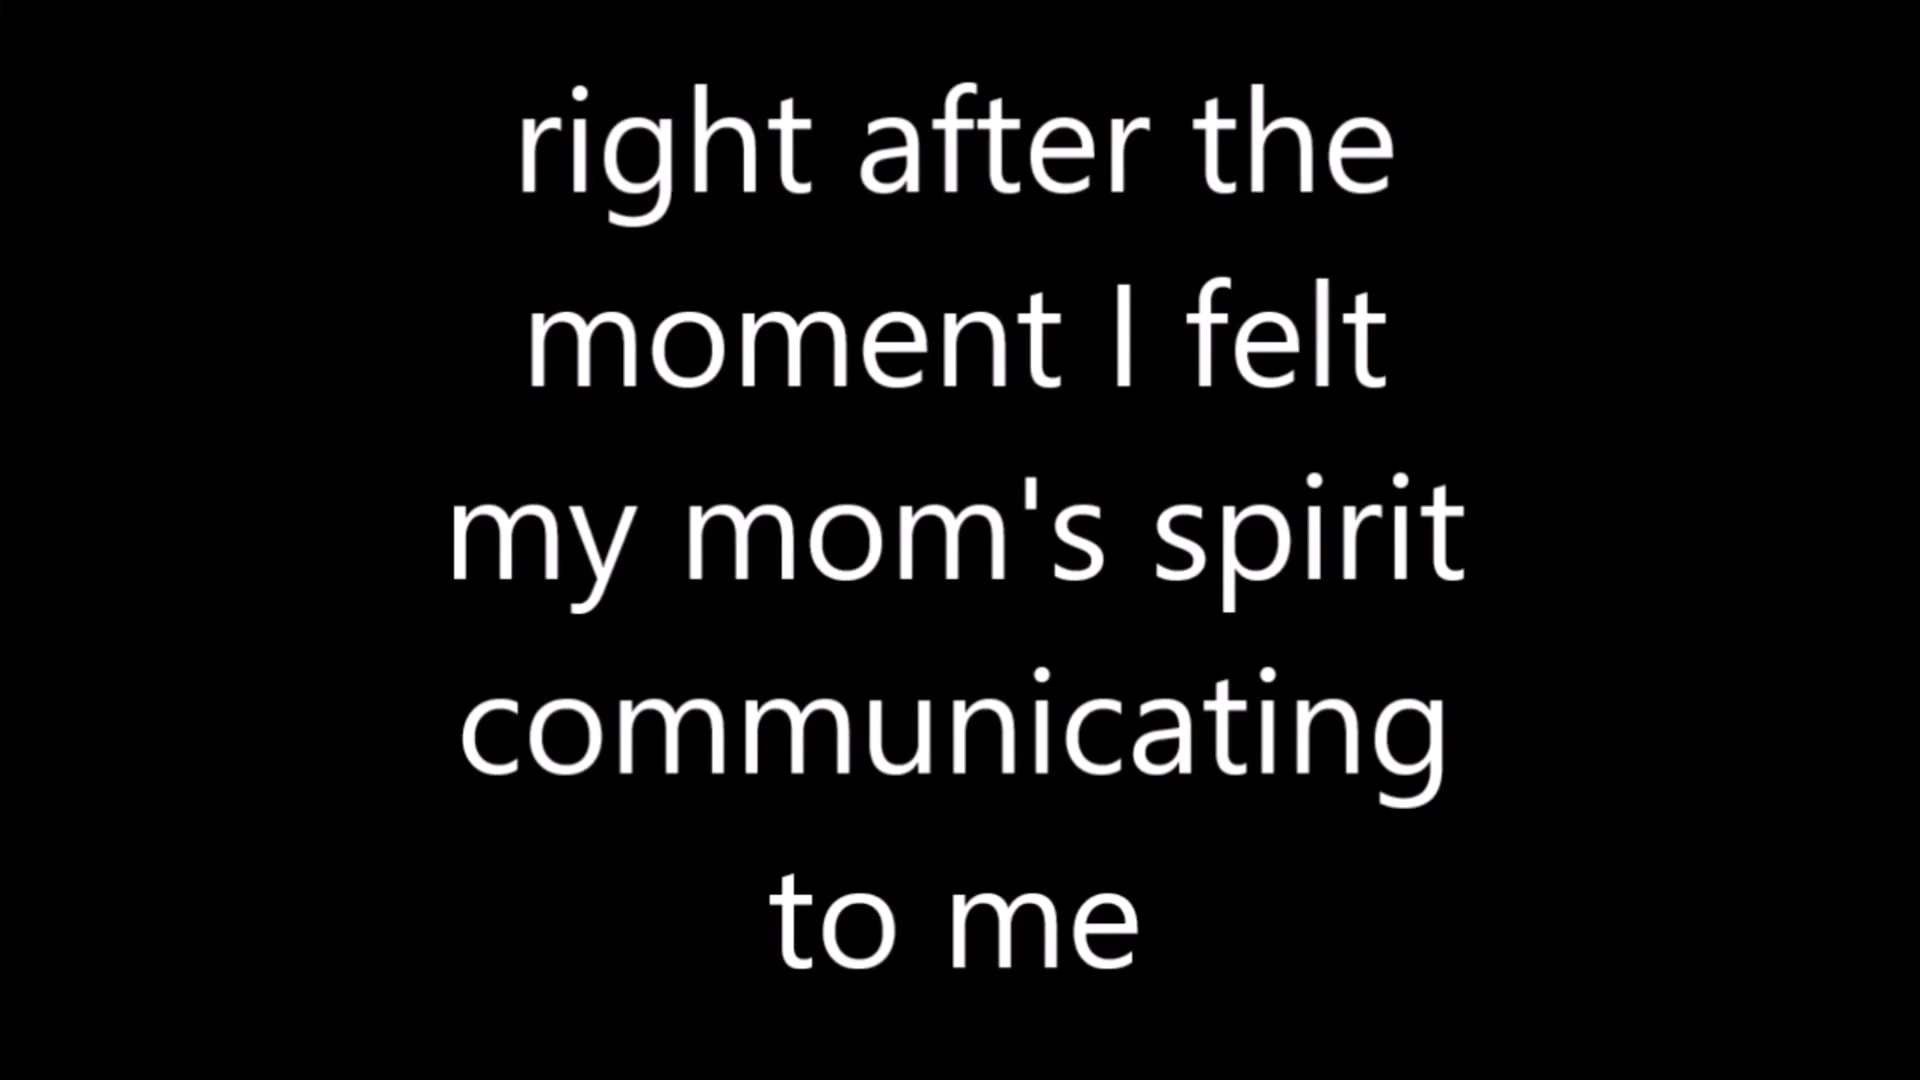 right after the
moment I felt
my mom's spirit
communicating
to me